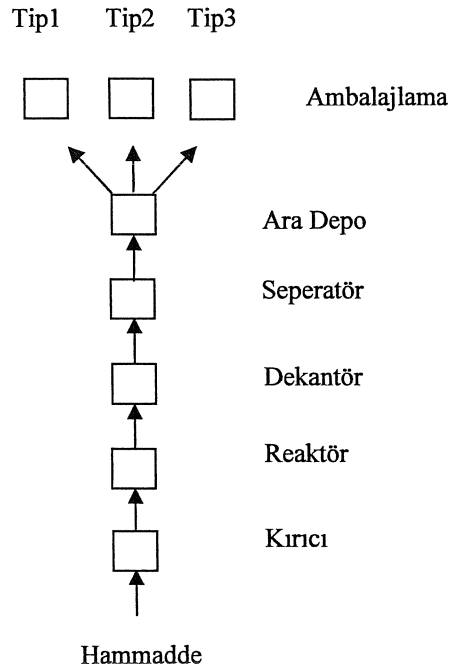 Tip1 Tip2 Tip3
Ambalajlama
Ara Depo
Seperatör
Dekantör
Reaktör
Kırıcı
Hammadde